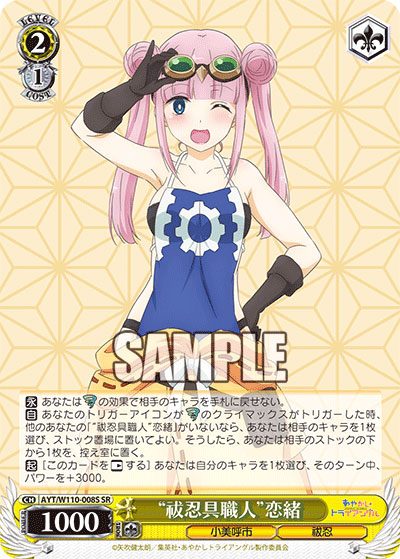 LEVEL
2
1
COST
SAMPLE
永 あなたは の効果で相手のキャラを手札に戻せない。
自 あなたのトリガーアイコンが のクライマックスがトリガーした時、
他のあなたの「“祓忍具職人”恋緒」がいないなら、あなたは相手のキャラを1枚
選び、ストック置場に置いてよい。そうしたら、あなたは相手のストックの下
から1枚を、控え室に置く。
起 [このカードを する] あなたは自分のキャラを1枚選び、そのターン中、
パワーを+3000。
CH AYT/W110-008S SR
“祓忍具職人”恋緒
あやかしトライアングル
1000
小美呼市 祓忍
©矢吹健太朗/集英社・あやかしトライアングル製作委員会